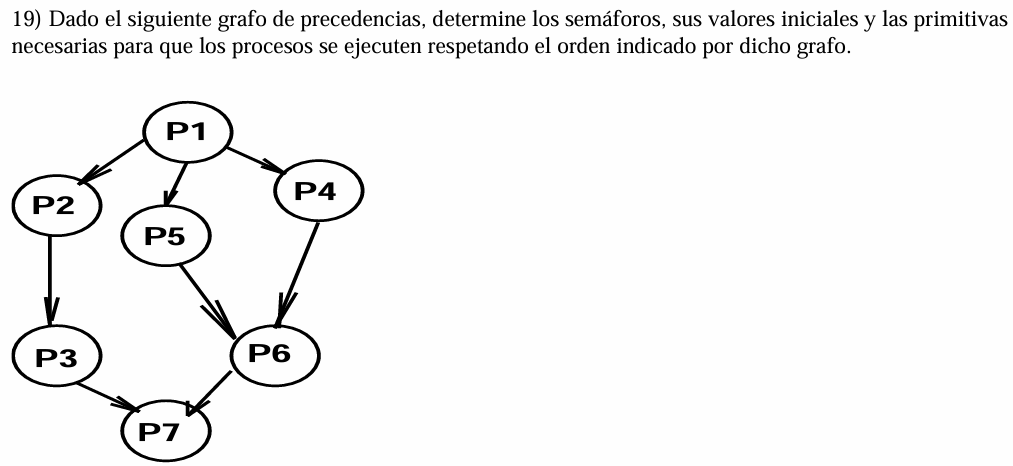 19) Dado el siguiente grafo de precedencias, determine los semáforos, sus valores iniciales y las primitivas
necesarias para que los procesos se ejecuten respetando el orden indicado por dicho grafo.
P1
P4
P2
P5
P6
P3
P7